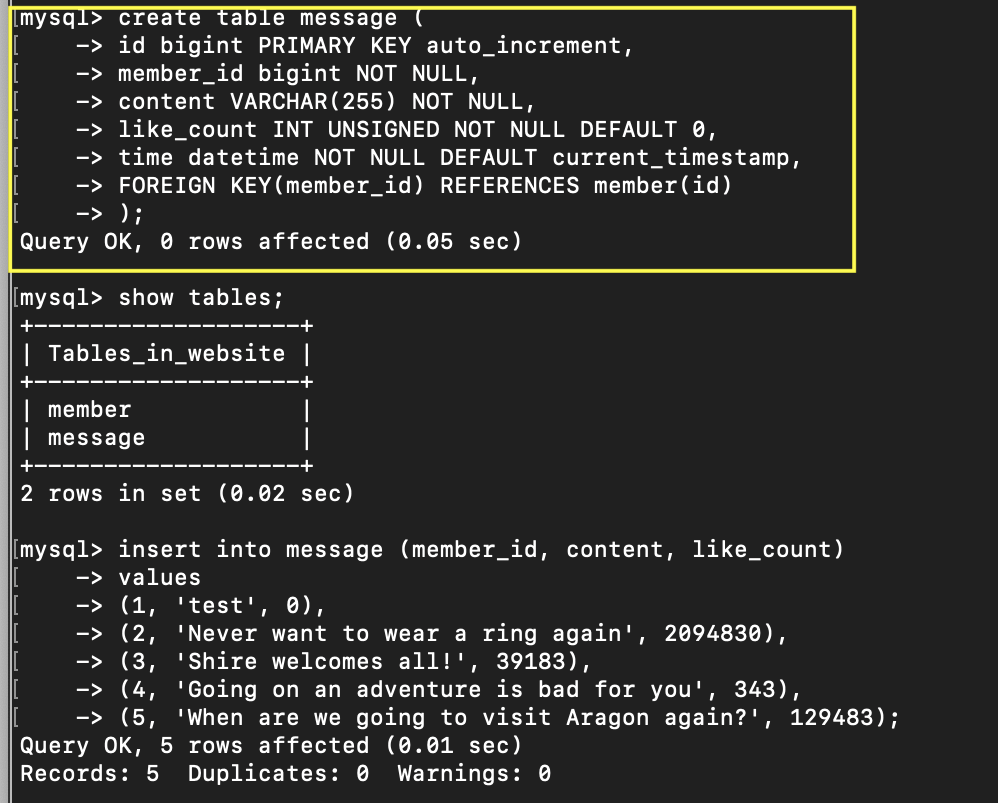 mysql> create table message (
    -> id bigint PRIMARY KEY auto_increment,
    -> member_id bigint NOT NULL,
    -> content VARCHAR(255) NOT NULL,
    -> like_count INT UNSIGNED NOT NULL DEFAULT 0,
    -> time datetime NOT NULL DEFAULT current_timestamp,
    -> FOREIGN KEY(member_id) REFERENCES member(id)
    -> );
Query OK, 0 rows affected (0.05 sec)
mysql> show tables;
+-------------------+
| Tables_in_website |
+-------------------+
| member            |
| message           |
+-------------------+
2 rows in set (0.02 sec)
mysql> insert into message (member_id, content, like_count)
    -> values
    -> (1, 'test', 0),
    -> (2, 'Never want to wear a ring again', 2094830),
    -> (3, 'Shire welcomes all!', 39183),
    -> (4, 'Going on an adventure is bad for you', 343),
    -> (5, 'When are we going to visit Aragon again?', 129483);
Query OK, 5 rows affected (0.01 sec)
Records: 5  Duplicates: 0  Warnings: 0